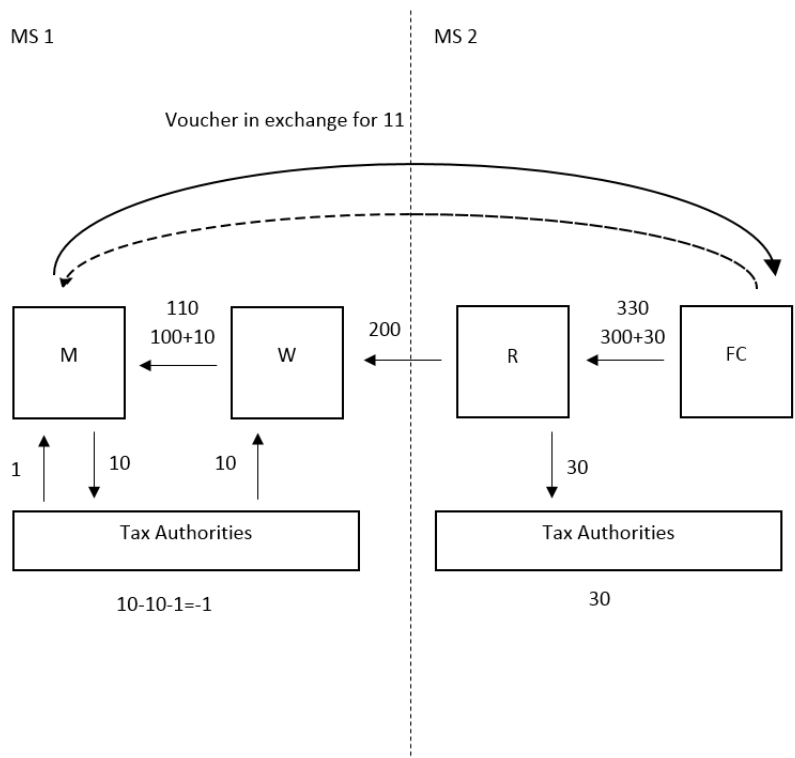 MS 1
MS 2
Voucher in exchange for 11
110
100+10
200
330
300+30
M
W
R
FC
1
10
10
30
Tax Authorities
Tax Authorities
10-10-1=-1
30